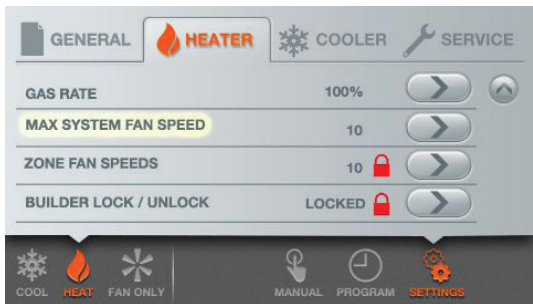 GENERAL HEATER COOLER SERVICE
GAS RATE 100%
MAX SYSTEM FAN SPEED 10
ZONE FAN SPEEDS 10
BUILDER LOCK / UNLOCK LOCKED
COOL HEAT FAN ONLY MANUAL PROGRAM SETTINGS